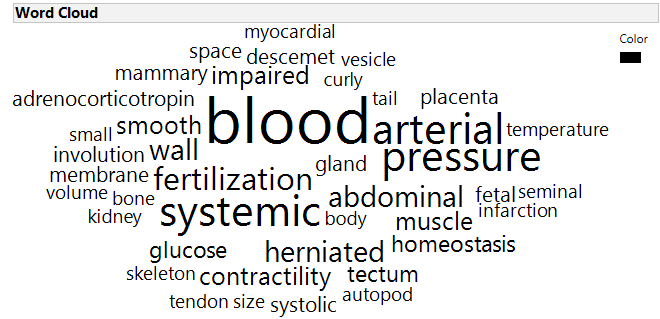 Word Cloud
myocardial
Color
space descemet vesicle
mammary impaired curly
adrenocorticotropin tail placenta
small smooth blood arterial temperature
involution wall gland pressure
membrane fertilization
volume bone abdominal fetal seminal
kidney systemic body muscle infarction
glucose herniated homeostasis
skeleton contractility tectum
tendon size systolic autopod